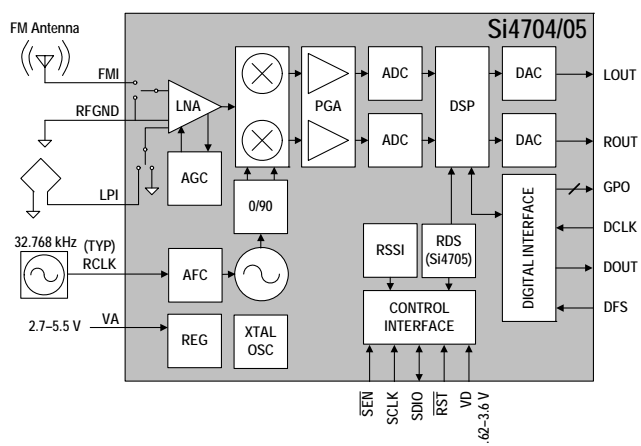 Si4704/05
FM Antenna
FMI
RFGND
LPI
LNA
AGC
PGA
ADC
ADC
DSP
DAC
DAC
LOUT
ROUT
GPO
DCLK
DOUT
DFS
DIGITAL INTERFACE
0/90
32.768 kHz (TYP)
RCLK
AFC
RSSI
RDS
(Si4705)
CONTROL
INTERFACE
VA
2.7–5.5 V
REG
XTAL
OSC
SEN
SCLK
SDIO
RST
VD
.62–3.6 V